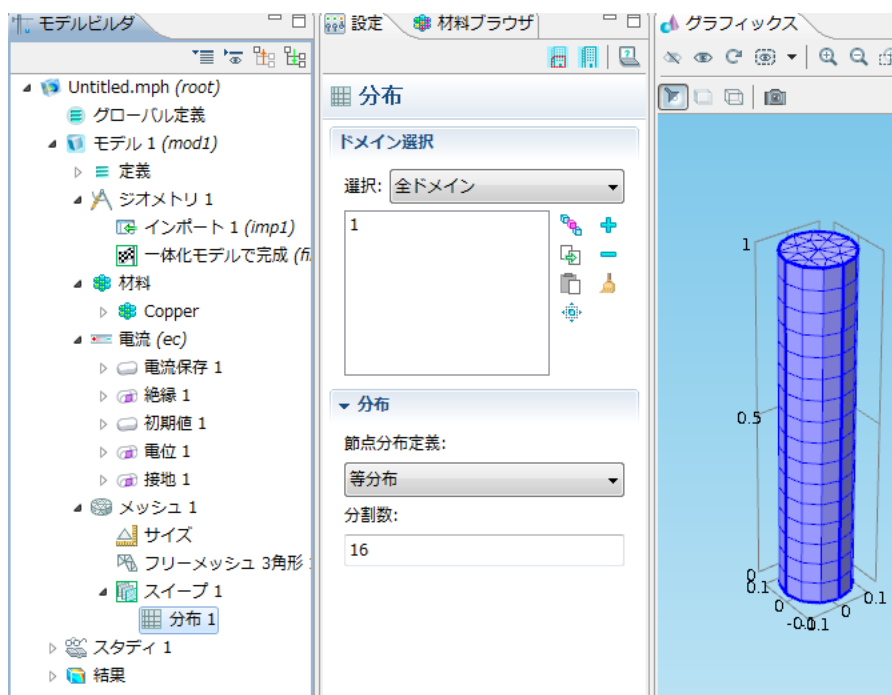 モデルビルダ
Untitled.mph (root)
グローバル定義
モデル 1 (mod1)
定義
ジオメトリ 1
インポート 1 (imp1)
一体化モデルで完成 (fi
材料
Copper
電流 (ec)
電流保存 1
絶縁 1
初期値 1
電位 1
接地 1
メッシュ 1
サイズ
フリーメッシュ 3角形 1
スイープ 1
分布 1
スタディ 1
結果
設定 材料ブラウザ
分布
ドメイン選択
選択: 全ドメイン
1
分布
節点分布定義:
等分布
分割数:
16
グラフィックス
1
0.5
0
0.1
0
-0.1
0.1
0